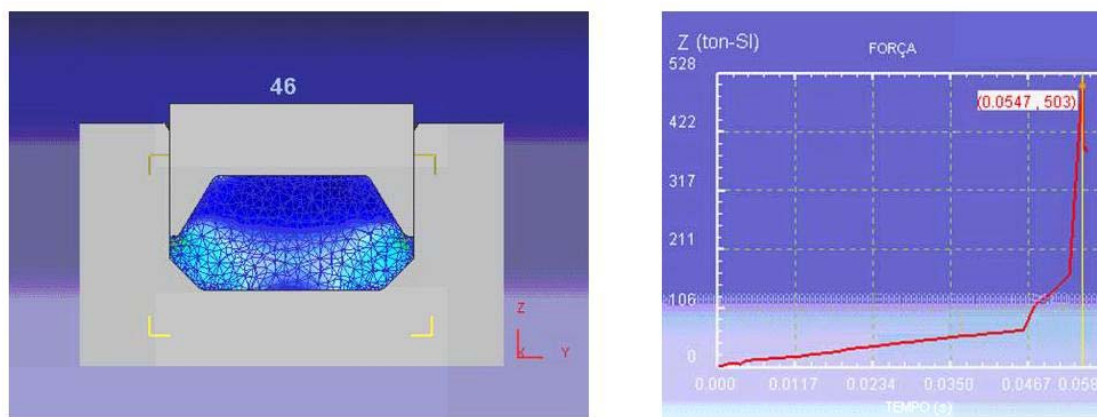 46
Z
X Y
Z (ton-SI)
FORÇA
528
(0.0547 , 503)
422
317
211
106
0
0.000 0.0117 0.0234 0.0350 0.0467 0.058
TEMPO (s)